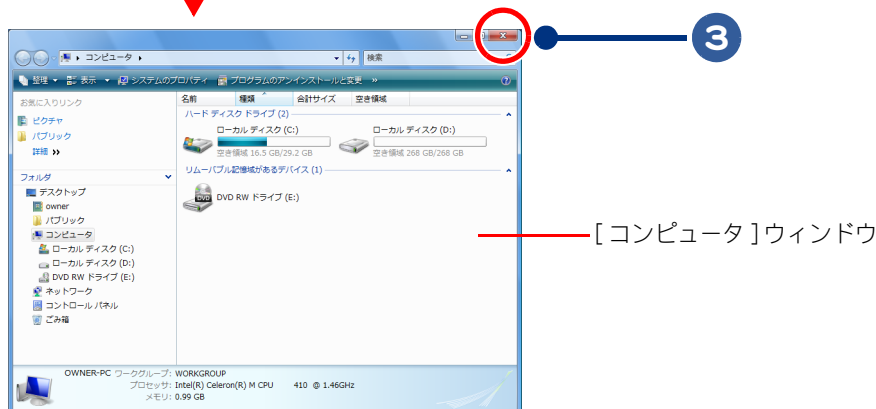 3
コンピュータ
検索
整理 表示 システムのプロパティ プログラムのアンインストールと変更 »
お気に入りリンク
ピクチャ
パブリック
詳細 »
フォルダ
デスクトップ
owner
パブリック
コンピュータ
ローカル ディスク (C:)
ローカル ディスク (D:)
DVD RW ドライブ (E:)
ネットワーク
コントロール パネル
ごみ箱
名前 種類 合計サイズ 空き領域
ハード ディスク ドライブ (2)
ローカル ディスク (C:)
空き領域 16.5 GB/29.2 GB
ローカル ディスク (D:)
空き領域 268 GB/268 GB
リムーバブル記憶域があるデバイス (1)
DVD
DVD RW ドライブ (E:)
[ コンピュータ ] ウィンドウ
OWNER-PC ワークグループ: WORKGROUP
プロセッサ: Intel(R) Celeron(R) M CPU 410 @ 1.46GHz
メモリ: 0.99 GB